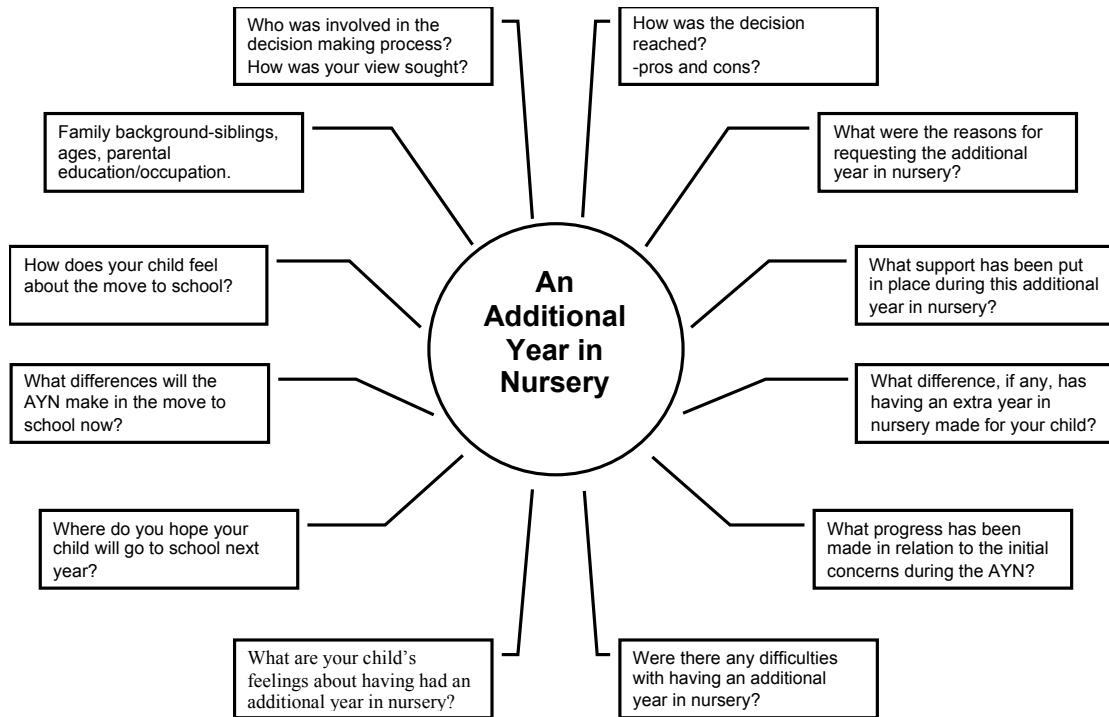 Who was involved in the
decision making process?
How was your view sought?
How was the decision
reached?
-pros and cons?
Family background-siblings,
ages, parental
education/occupation.
What were the reasons for
requesting the additional
year in nursery?
How does your child feel
about the move to school?
An
Additional
Year in
Nursery
What support has been put
in place during this additional
year in nursery?
What differences will the
AYN make in the move to
school now?
What difference, if any, has
having an extra year in
nursery made for your child?
Where do you hope your
child will go to school next
year?
What progress has been
made in relation to the initial
concerns during the AYN?
What are your child’s
feelings about having had an
additional year in nursery?
Were there any difficulties
with having an additional
year in nursery?